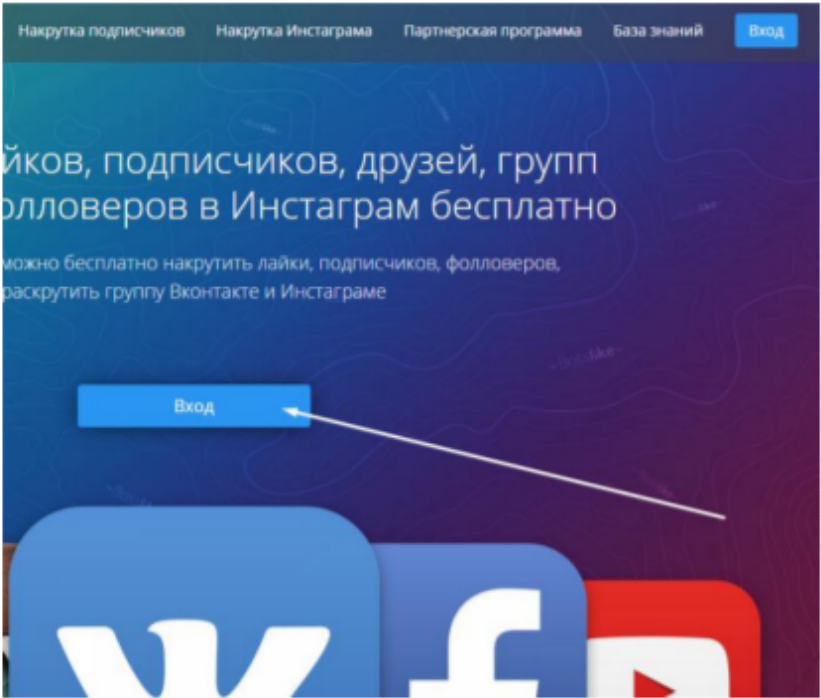 Накрутка подписчиков Накрутка Инстаграма Партнерская программа База знаний Вход
йков, подписчиков, друзей, групп
олловеров в Инстаграм бесплатно
можно бесплатно накрутить лайки, подписчиков, фолловеров,
раскрутить группу Вконтакте и Инстаграме
Вход